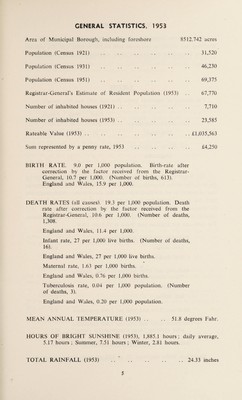 GENERAL STATISTICS, 1953
Area of Municipal Borough, including foreshore 8512.742 acres
Population (Census 1921) .. .. .. .. .. .. 31,520
Population (Census 1931) .. .. .. .. .. .. 46,230
Population (Census 1951) .. .. .. .. .. .. 69,375
Registrar-General's Estimate of Resident Population (1953) .. 67,770
Number of inhabited houses (1921) .. .. .. .. .. 7,710
Number of inhabited houses (1953) .. .. .. .. .. 23,585
Rateable Value (1953) .. .. .. .. .. .. £1,035,563
Sum represented by a penny rate, 1953 .. .. .. .. £4,250
BIRTH RATE. 9.0 per 1,000 population. Birth-rate after
correction by the factor received from the Registrar-
General, 10.7 per 1,000. (Number of births, 613).
England and Wales, 15.9 per 1,000.
DEATH RATES (all causes). 19.3 per 1,000 population. Death
rate after correction by the factor received from the
Registrar-General, 10.6 per 1,000. (Number of deaths,
1,308.
England and Wales, 11.4 per 1,000.
Infant rate, 27 per 1,000 live births. (Number of deaths,
16).
England and Wales, 27 per 1,000 live births.
Maternal rate, 1.61 per 1,000 births.
England and Wales, 0.76 per 1,000 births.
Tuberculosis rate, 0.04 per 1,000 population. (Number
of deaths, 3).
England and Wales, 0.20 per 1,000 population.
MEAN ANNUAL TEMPERATURE (1953) .. .. 51.8 degrees Fahr.
HOURS OF BRIGHT SUNSHINE (1953), 1,885.1 hours; daily average,
5.17 hours; Summer, 7.51 hours; Winter, 2.81 hours.
TOTAL RAINFALL (1953) .. .. .. .. .. 24.33 inches
5